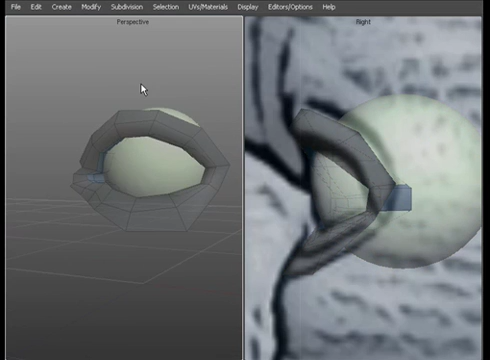 File Edit Create Modify Subdivision Selection UVs/Materials Display Editors/Options Help
Perspective Right